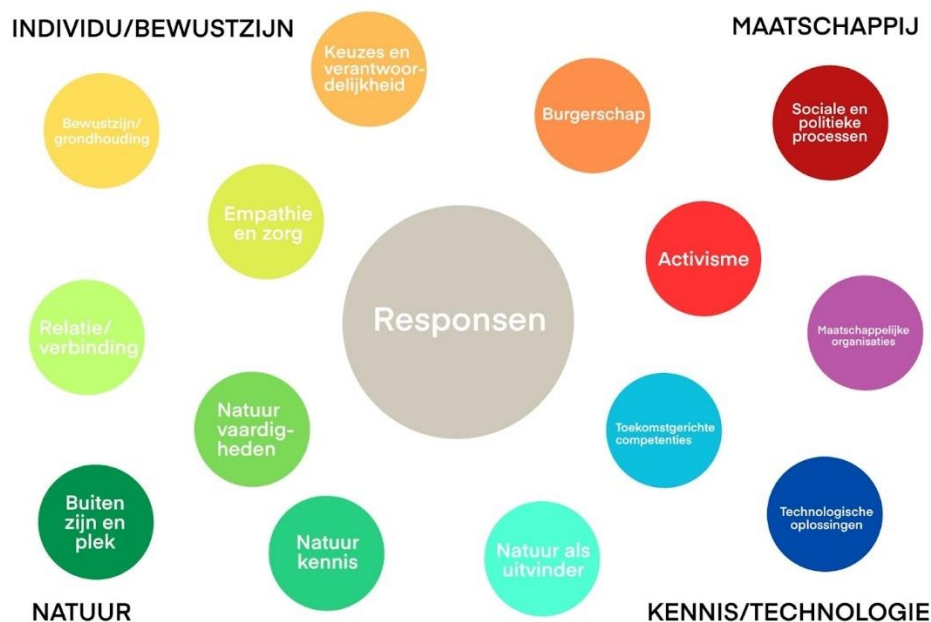 INDIVIDU/BEWUSTZIJN
MAATSCHAPPIJ
Keuzes en
verantwoor-
delijkheid
Bewustzijn/
grondhouding
Burgerschap
Sociale en
politieke
processen
Empathie
en zorg
Activisme
Responsen
Relatie/
verbinding
Maatschappelijke
organisaties
Natuur
vaardig-
heden
Toekomstgerichte
competenties
Buiten
zijn en
plek
Technologische
oplossingen
Natuur
kennis
Natuur als
uitvinder
NATUUR
KENNIS/TECHNOLOGIE